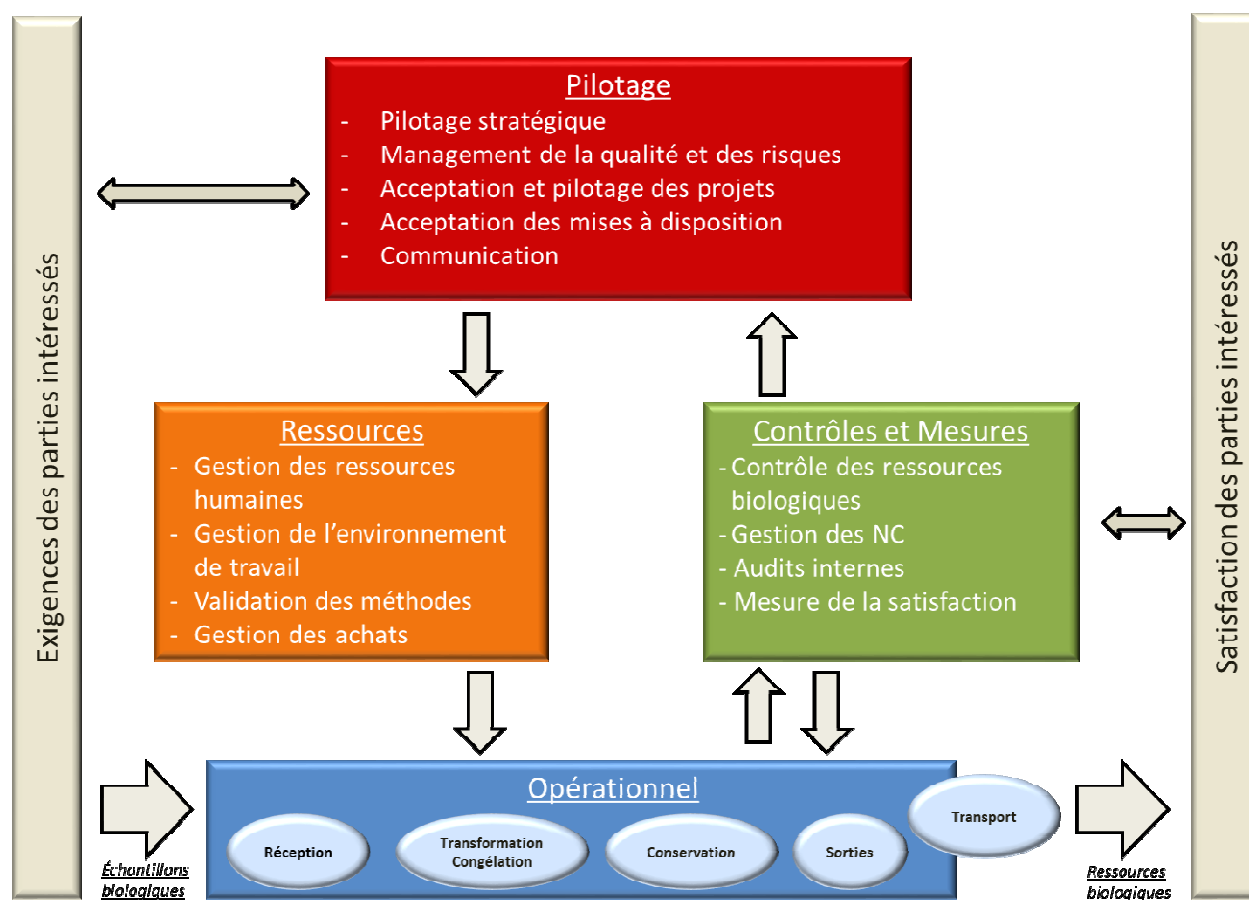 Exigences des parties intéressés
Pilotage
- Pilotage stratégique
- Management de la qualité et des risques
- Acceptation et pilotage des projets
- Acceptation des mises à disposition
- Communication
Ressources
- Gestion des ressources
humaines
- Gestion de l’environnement
de travail
- Validation des méthodes
- Gestion des achats
Contrôles et Mesures
- Contrôle des ressources
biologiques
- Gestion des NC
- Audits internes
- Mesure de la satisfaction
Opérationnel
Réception
Transformation
Congélation
Conservation
Sorties
Transport
Échantillons
biologiques
Ressources
biologiques
Satisfaction des parties intéressés